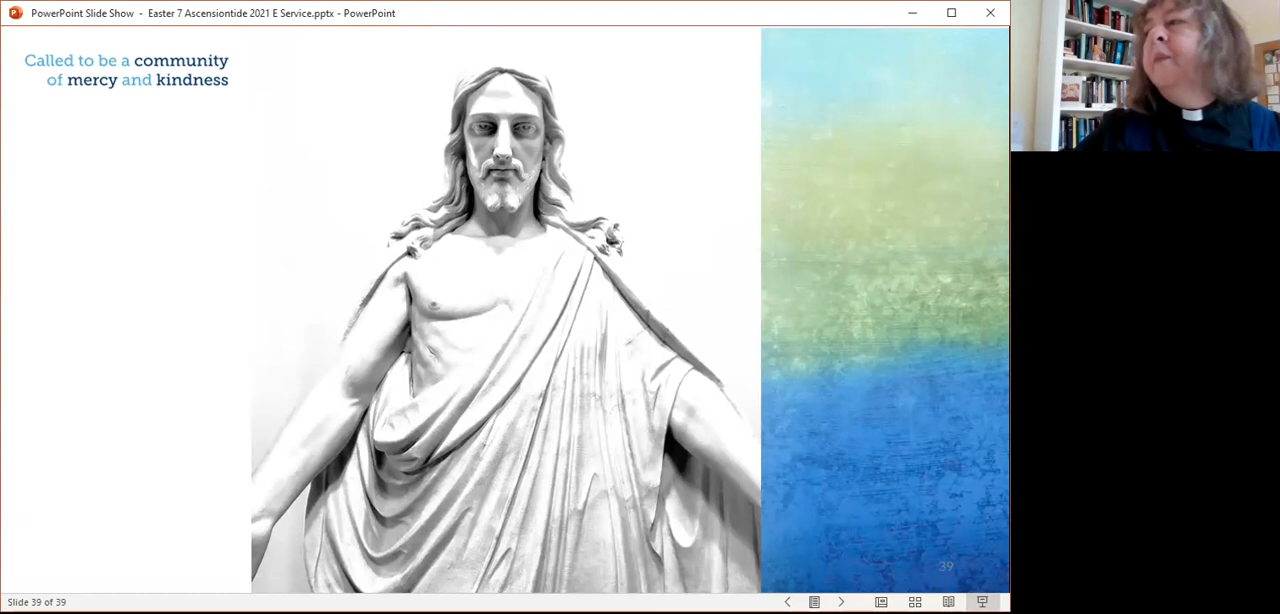 PowerPoint Slide Show - Easter 7 Ascensiontide 2021 E Service.pptx - PowerPoint
Called to be a community
of mercy and kindness
39
Slide 39 of 39